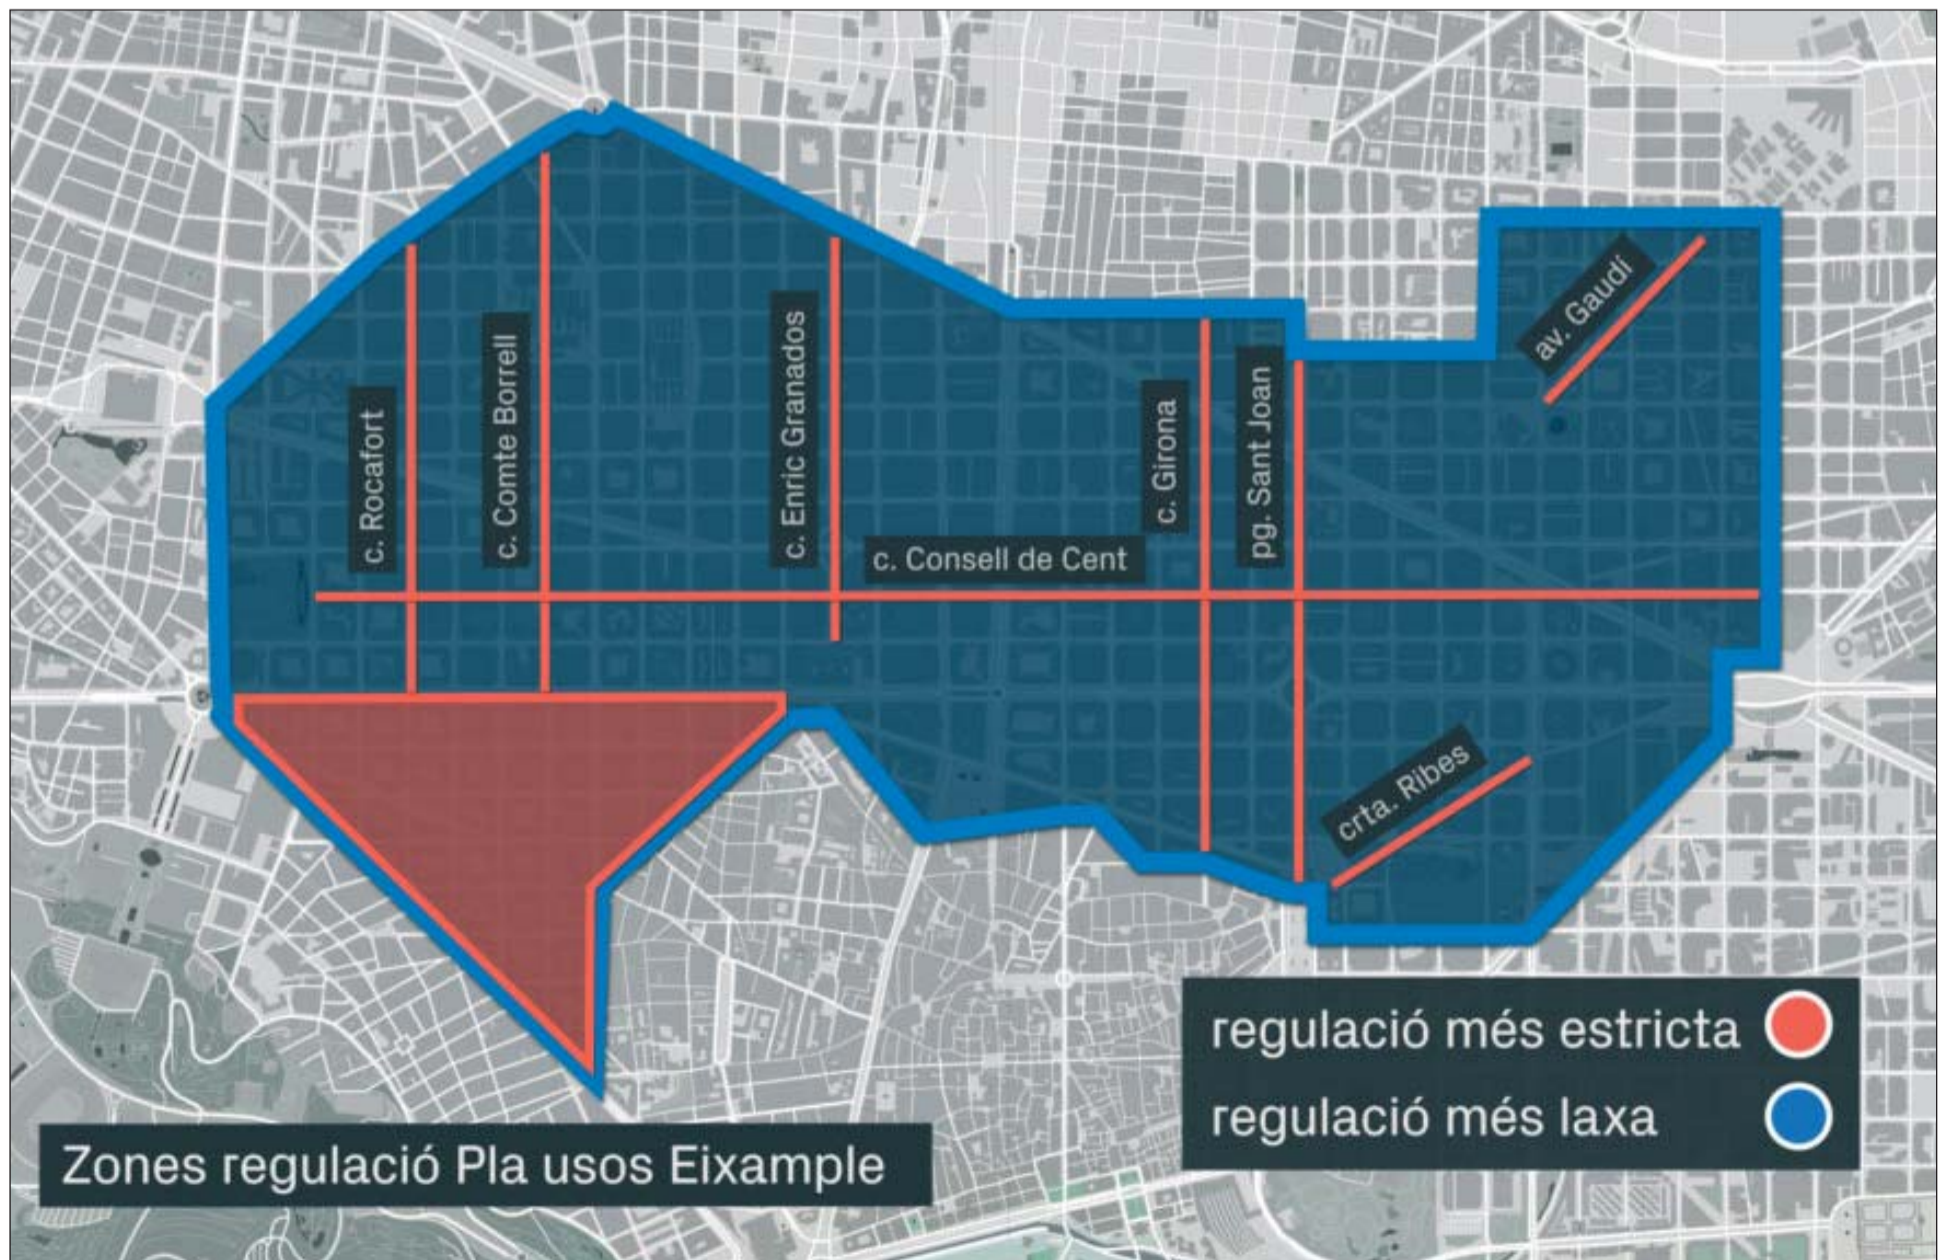 av. Gaudí
c. Rocafort
c. Comte Borrell
c. Enric Granados
c. Girona
pg. Sant Joan
c. Consell de Cent
crta. Ribes
regulació més estricta
regulació més laxa
Zones regulació Pla usos Eixample